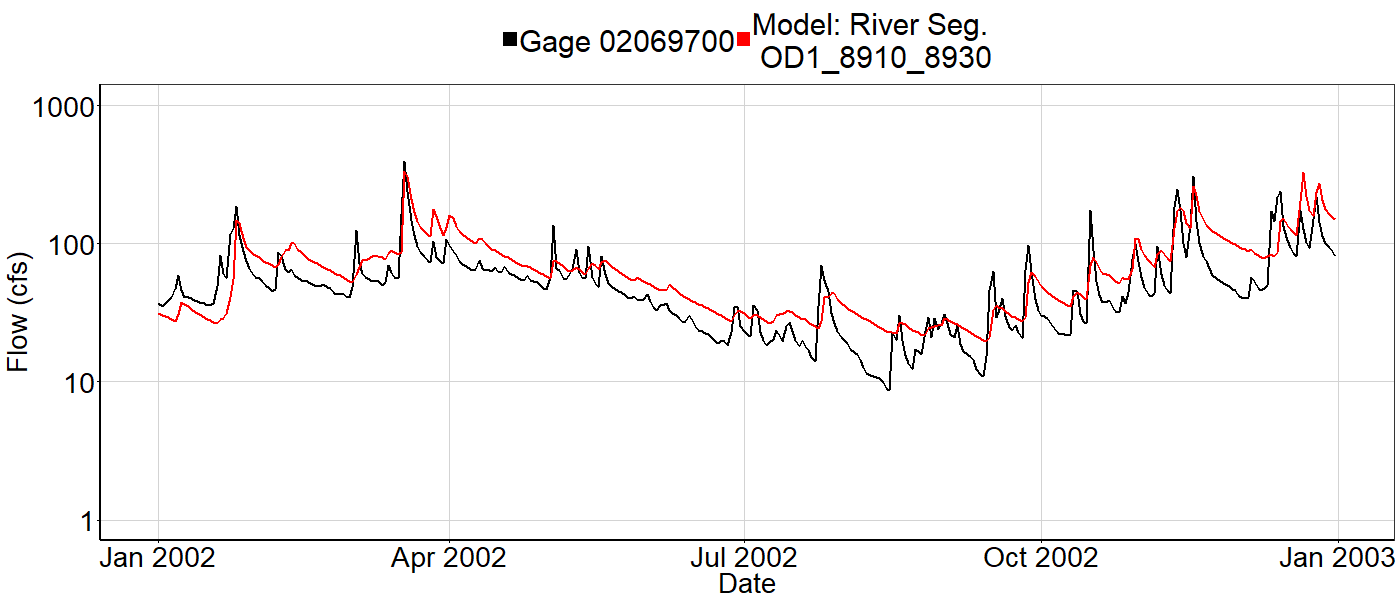 Gage 02069700
Model: River Seg.
OD1_8910_8930
Flow (cfs)
1000
100
10
1
Jan 2002
Apr 2002
Jul 2002
Oct 2002
Jan 2003
Date